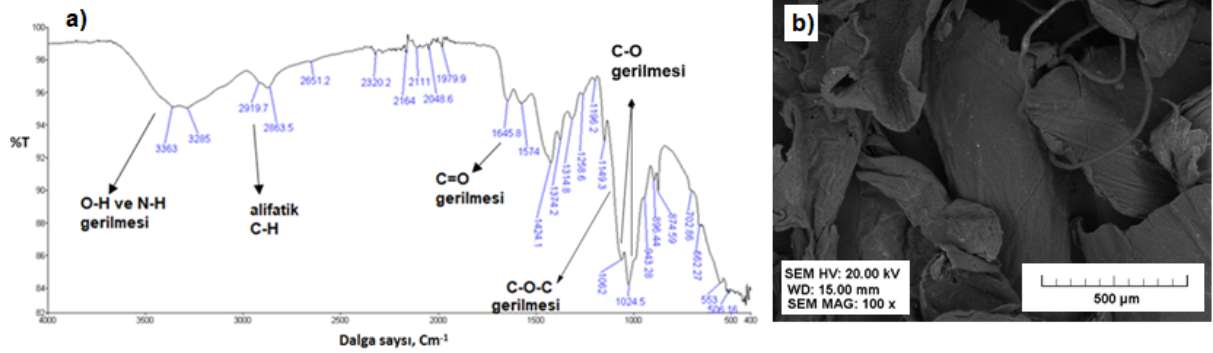 a)
100
98
96
94
92
90
88
86
84
82
%T
4000
3500
3000
2500
2000
1500
1000
500
400
Dalga saysı, Cm-1
3363
3285
2919.7
2863.5
2651.2
2320.2
2164
2111
2048.6
1979.9
1645.8
1574
1424.1
1374.2
1314.8
1258.6
1196.2
1149.3
1062
1024.5
943.28
896.44
874.59
702.86
662.27
553
506.16
O-H ve N-H
gerilmesi
alifatik
C-H
C=O
gerilmesi
C-O-C
gerilmesi
C-O
gerilmesi
b)
SEM HV: 20.00 kV
WD: 15.00 mm
SEM MAG: 100 x
500 µm